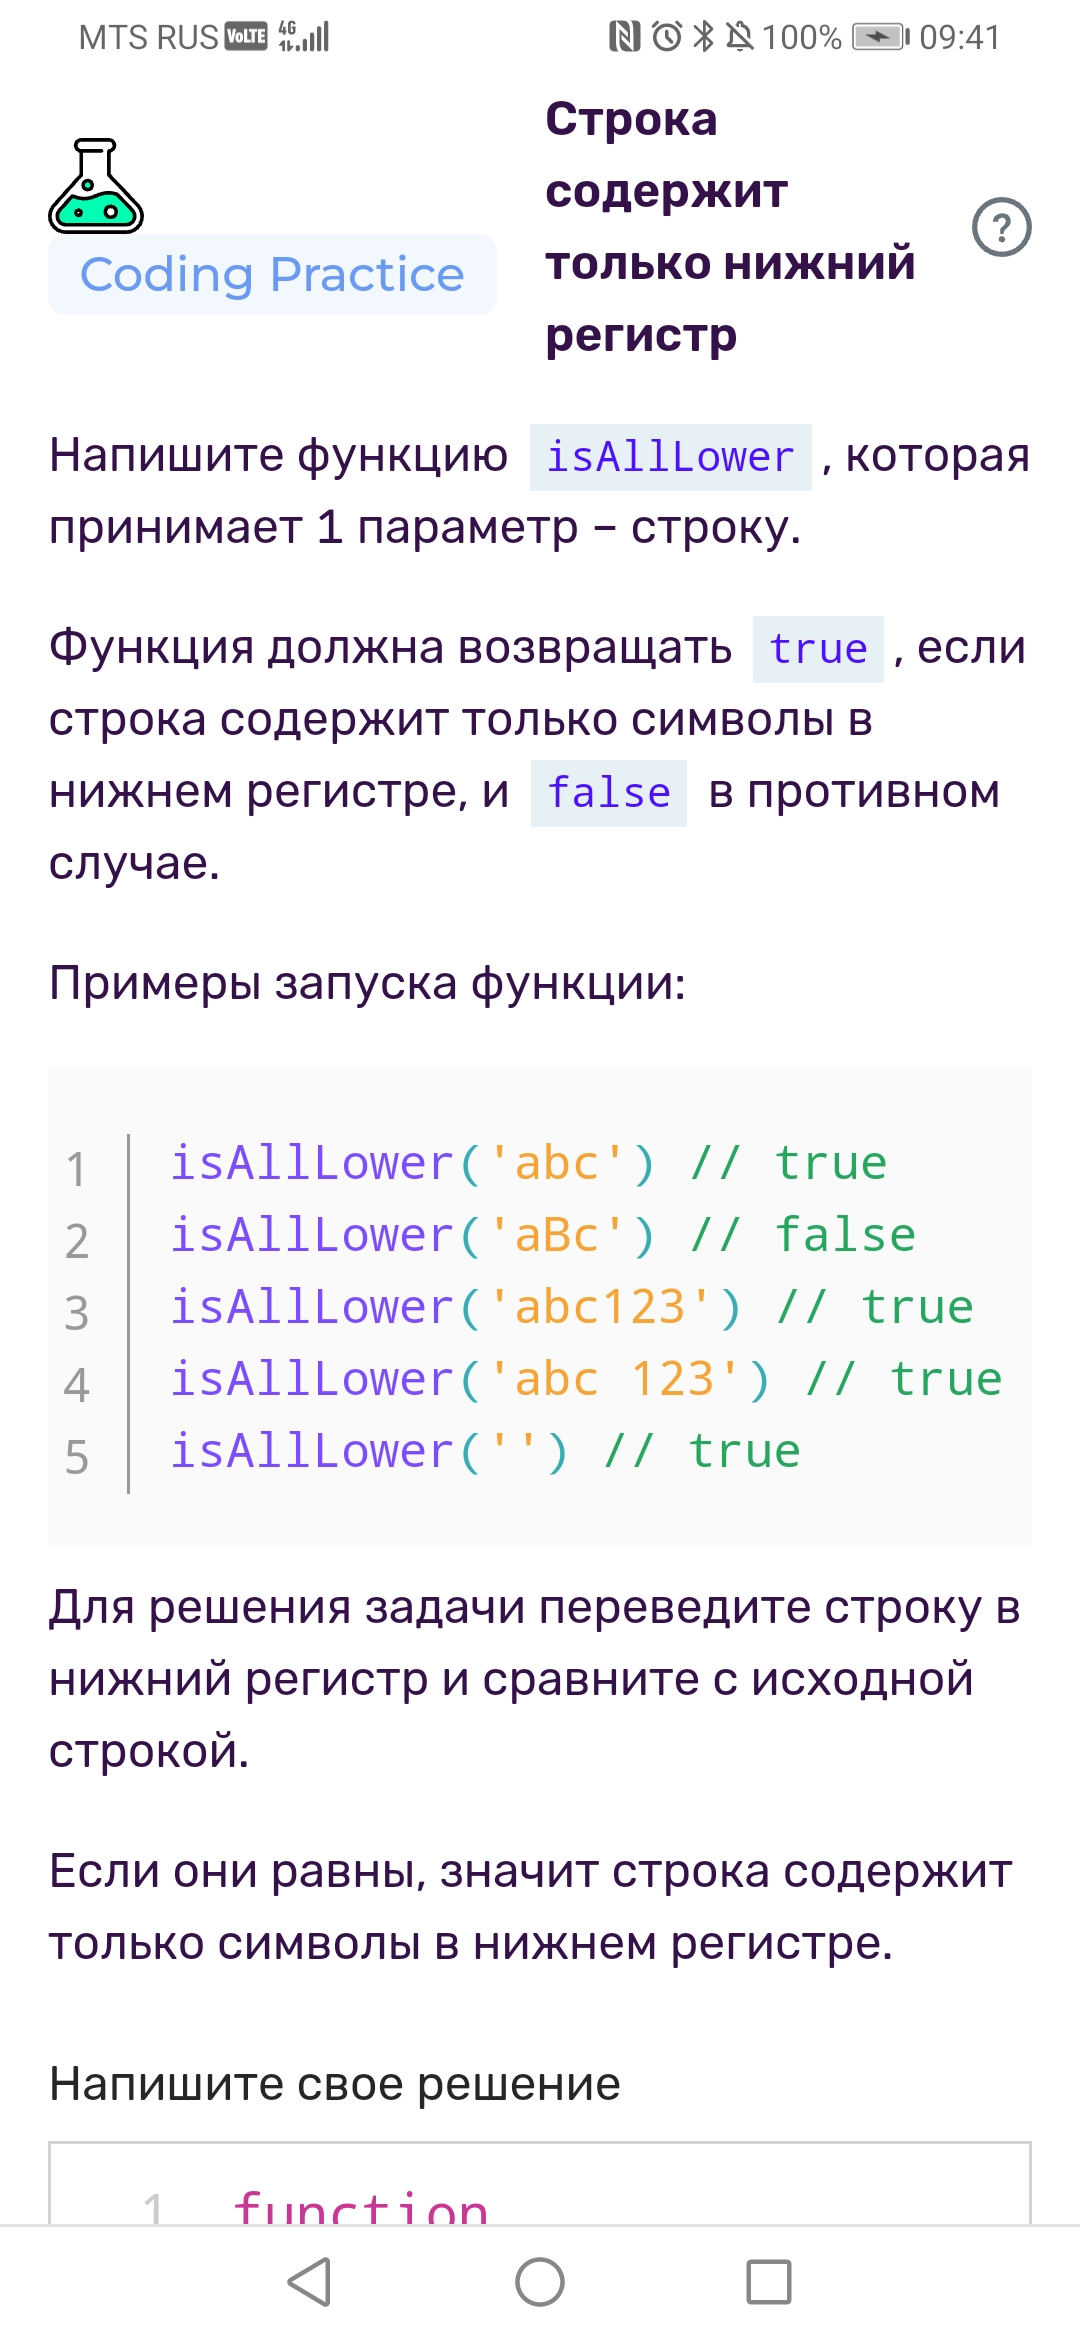 MTS RUS VoLTE 4G 100% 09:41
Coding Practice
Строка
содержит
только нижний
регистр
?
Напишите функцию isAllLower , которая
принимает 1 параметр – строку.
Функция должна возвращать true , если
строка содержит только символы в
нижнем регистре, и false в противном
случае.
Примеры запуска функции:
1 isAllLower('abc') // true
2 isAllLower('aBc') // false
3 isAllLower('abc123') // true
4 isAllLower('abc 123') // true
5 isAllLower('') // true
Для решения задачи переведите строку в
нижний регистр и сравните с исходной
строкой.
Если они равны, значит строка содержит
только символы в нижнем регистре.
Напишите свое решение
1 function